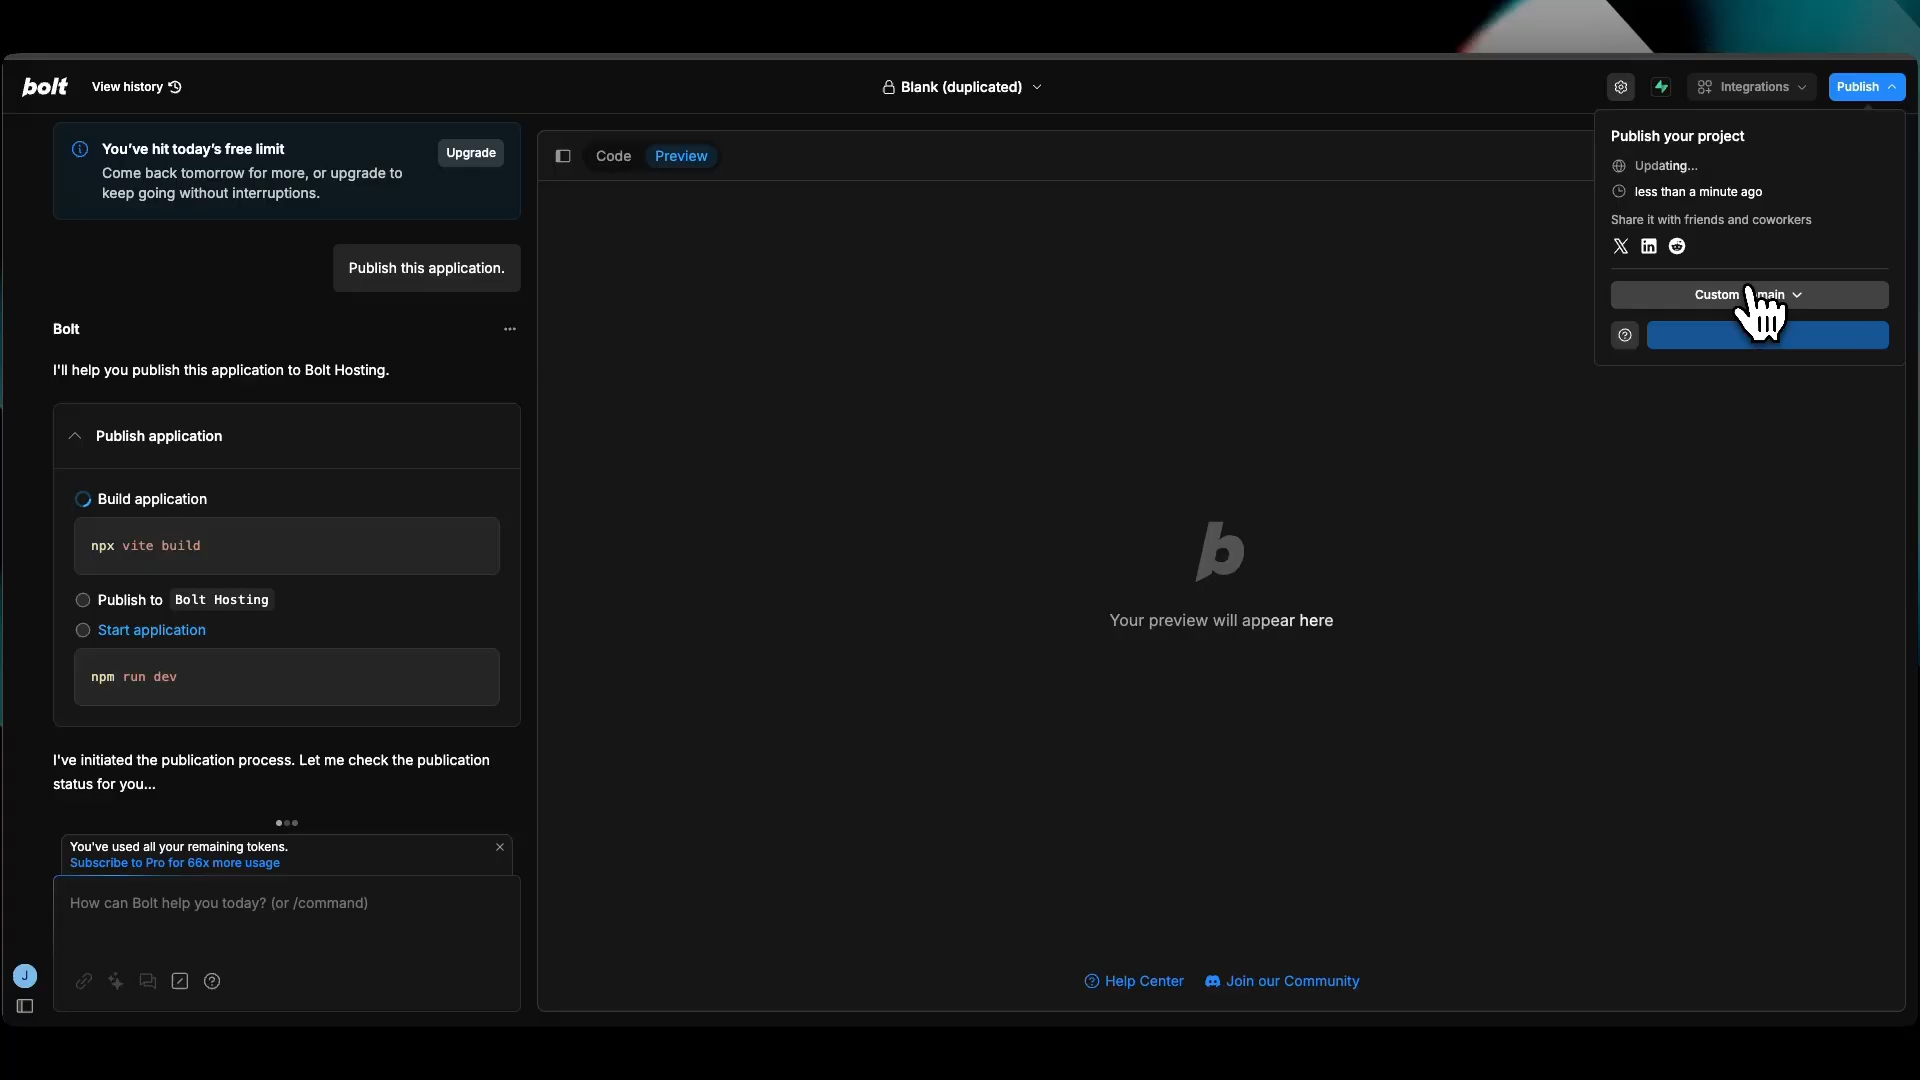 bolt
View history
Blank (duplicated)
Integrations
Publish
You've hit today's free limit
Come back tomorrow for more, or upgrade to
keep going without interruptions.
Upgrade
Publish this application.
Bolt
I'll help you publish this application to Bolt Hosting.
Publish application
Build application
npx vite build
Publish to Bolt Hosting
Start application
npm run dev
I've initiated the publication process. Let me check the publication
status for you...
You've used all your remaining tokens.
Subscribe to Pro for 66x more usage
How can Bolt help you today? (or /command)
J
Code
Preview
b
Your preview will appear here
Help Center
Join our Community
Publish your project
Updating...
less than a minute ago
Share it with friends and coworkers
Custom